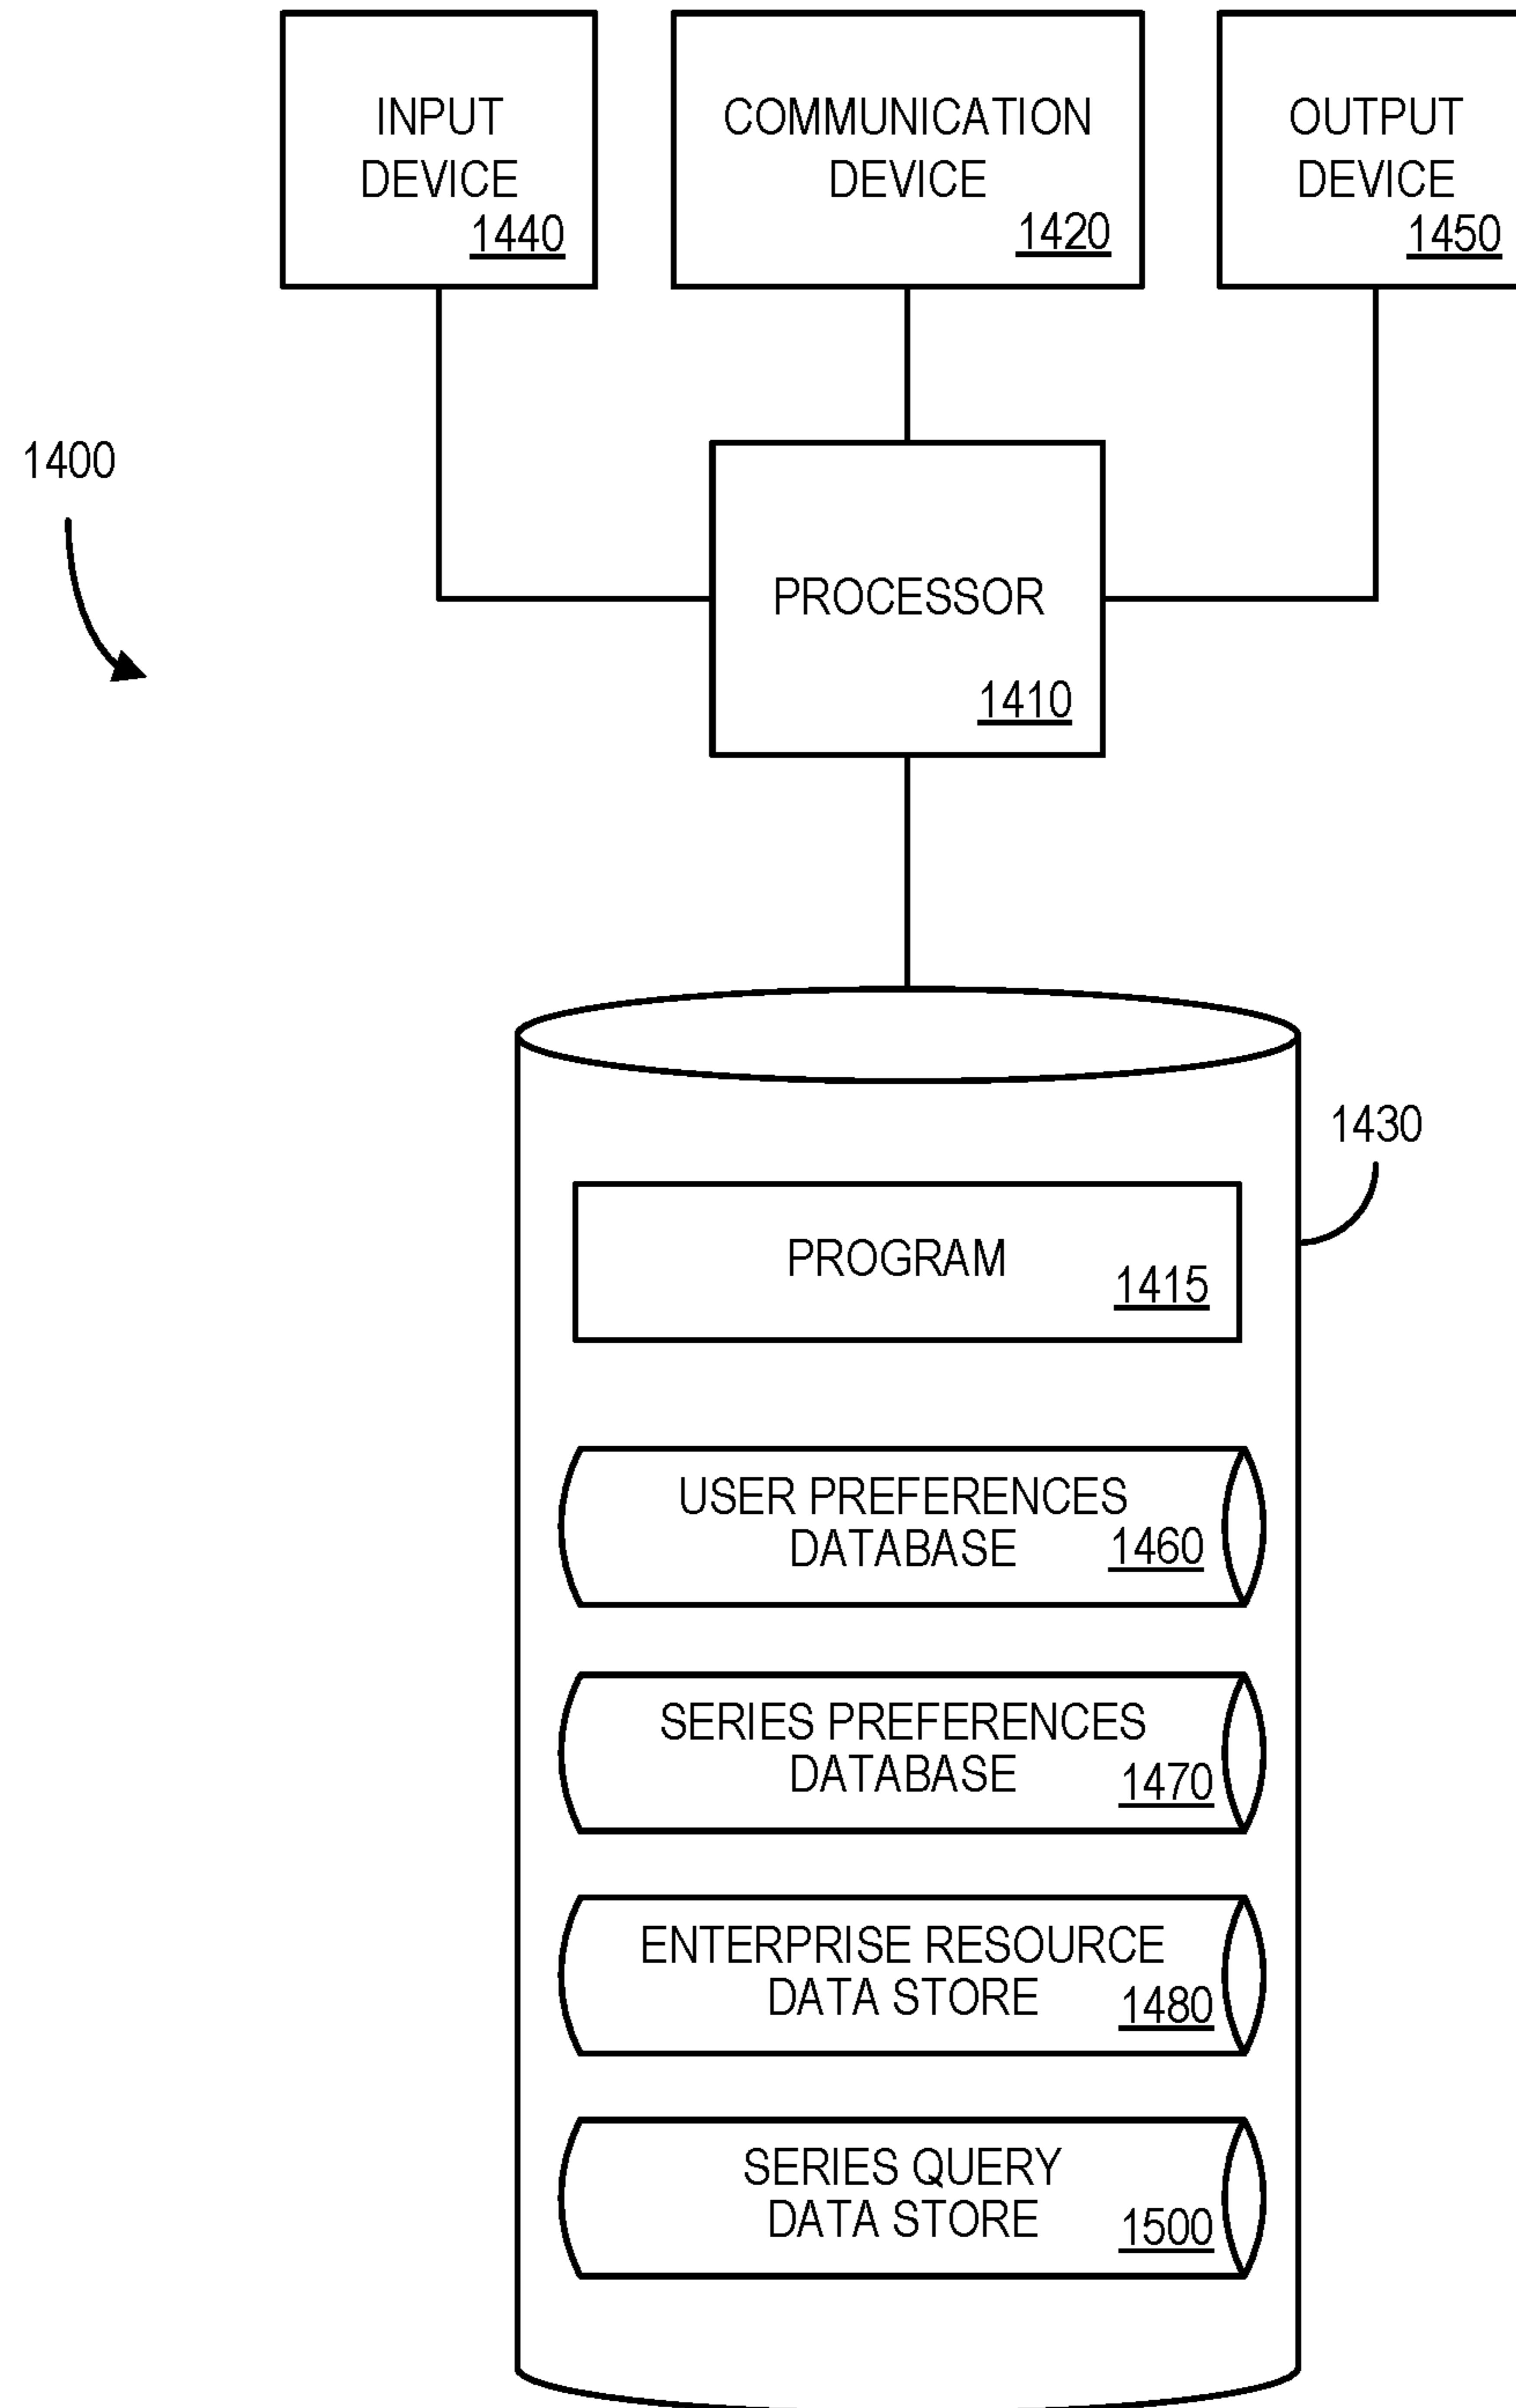 INPUT
DEVICE
1440
COMMUNICATION
DEVICE
1420
OUTPUT
DEVICE
1450
1400
PROCESSOR
1410
1430
PROGRAM
1415
USER PREFERENCES
DATABASE 1460
SERIES PREFERENCES
DATABASE 1470
ENTERPRISE RESOURCE
DATA STORE 1480
SERIES QUERY
DATA STORE 1500